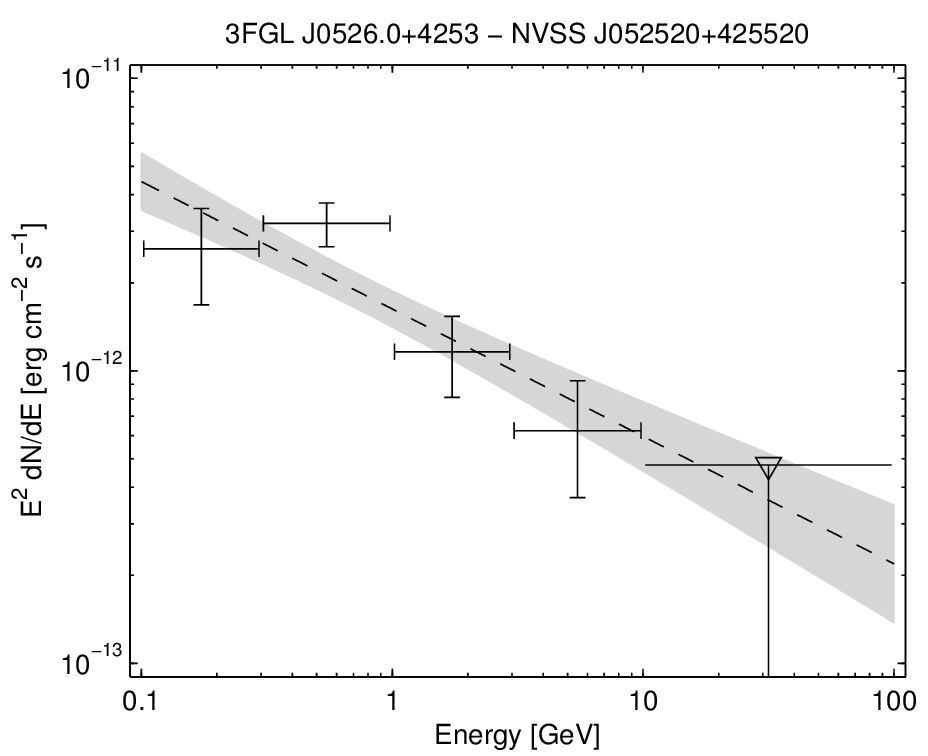 3FGL J0526.0+4253 − NVSS J052520+425520
E² dN/dE [erg cm⁻² s⁻¹]
10⁻¹¹
10⁻¹²
10⁻¹³
0.1 1 10 100
Energy [GeV]